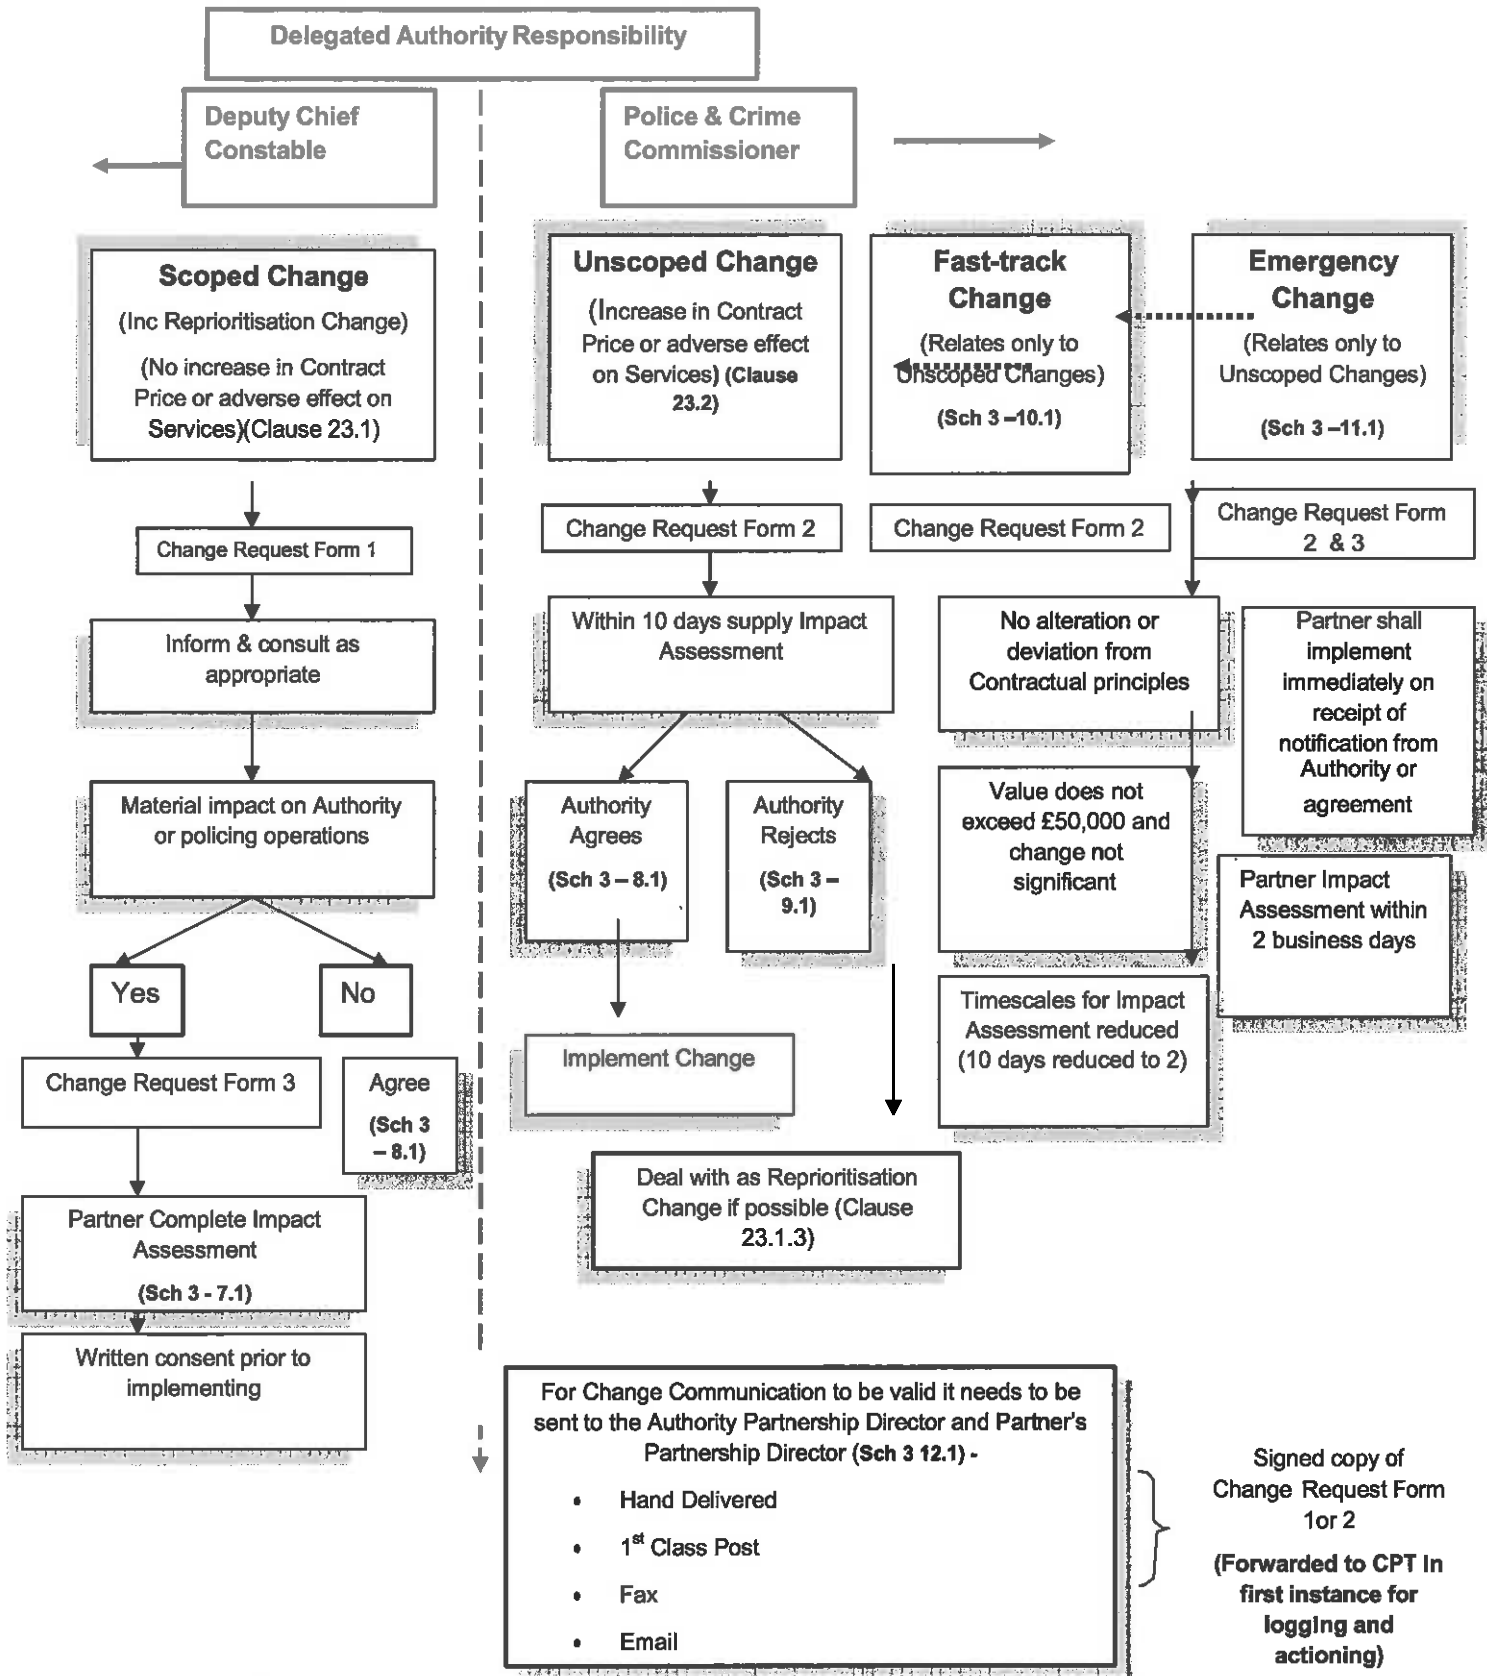 Delegated Authority Responsibility
Deputy Chief
Constable
Police & Crime
Commissioner
Scoped Change
(Inc Reprioritisation Change)
(No increase in Contract
Price or adverse effect on
Services)(Clause 23.1)
Change Request Form 1
Inform & consult as
appropriate
Material impact on Authority
or policing operations
Yes
No
Change Request Form 3
Agree
(Sch 3
– 8.1)
Partner Complete Impact
Assessment
(Sch 3 - 7.1)
Written consent prior to
implementing
Unscoped Change
(Increase in Contract
Price or adverse effect
on Services) (Clause
23.2)
Change Request Form 2
Within 10 days supply Impact
Assessment
Authority
Agrees
(Sch 3 – 8.1)
Authority
Rejects
(Sch 3 –
9.1)
Implement Change
Deal with as Reprioritisation
Change if possible (Clause
23.1.3)
Fast-track
Change
(Relates only to
Unscoped Changes)
(Sch 3 –10.1)
Change Request Form 2
No alteration or
deviation from
Contractual principles
Value does not
exceed £50,000 and
change not
significant
Timescales for Impact
Assessment reduced
(10 days reduced to 2)
Emergency
Change
(Relates only to
Unscoped Changes)
(Sch 3 –11.1)
Change Request Form
2 & 3
Partner shall
implement
immediately on
receipt of
notification from
Authority or
agreement
Partner Impact
Assessment within
2 business days
For Change Communication to be valid it needs to be
sent to the Authority Partnership Director and Partner's
Partnership Director (Sch 3 12.1) -
• Hand Delivered
• 1st Class Post
• Fax
• Email
Signed copy of
Change Request Form
1or 2
(Forwarded to CPT in
first instance for
logging and
actioning)